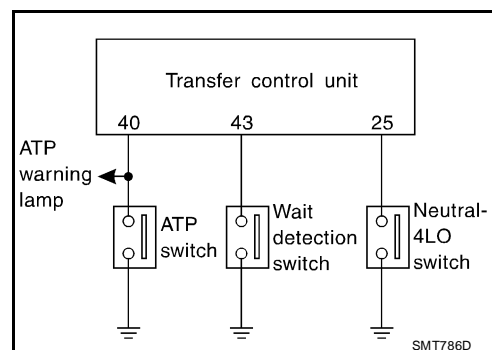 Transfer control unit
40 43 25
ATP
warning
lamp
ATP
switch
Wait
detection
switch
Neutral-
4LO
switch
SMT786D